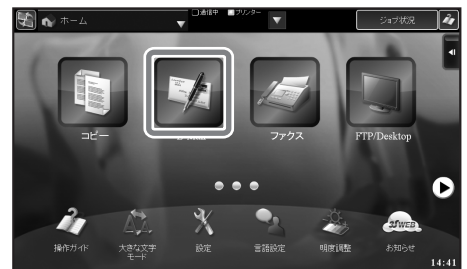 ホーム
通信中
プリンター
ジョブ状況
コピー
ファクス
FTP/Desktop
操作ガイド
大きな文字
モード
設定
言語設定
明度調整
WEB
お知らせ
14:41